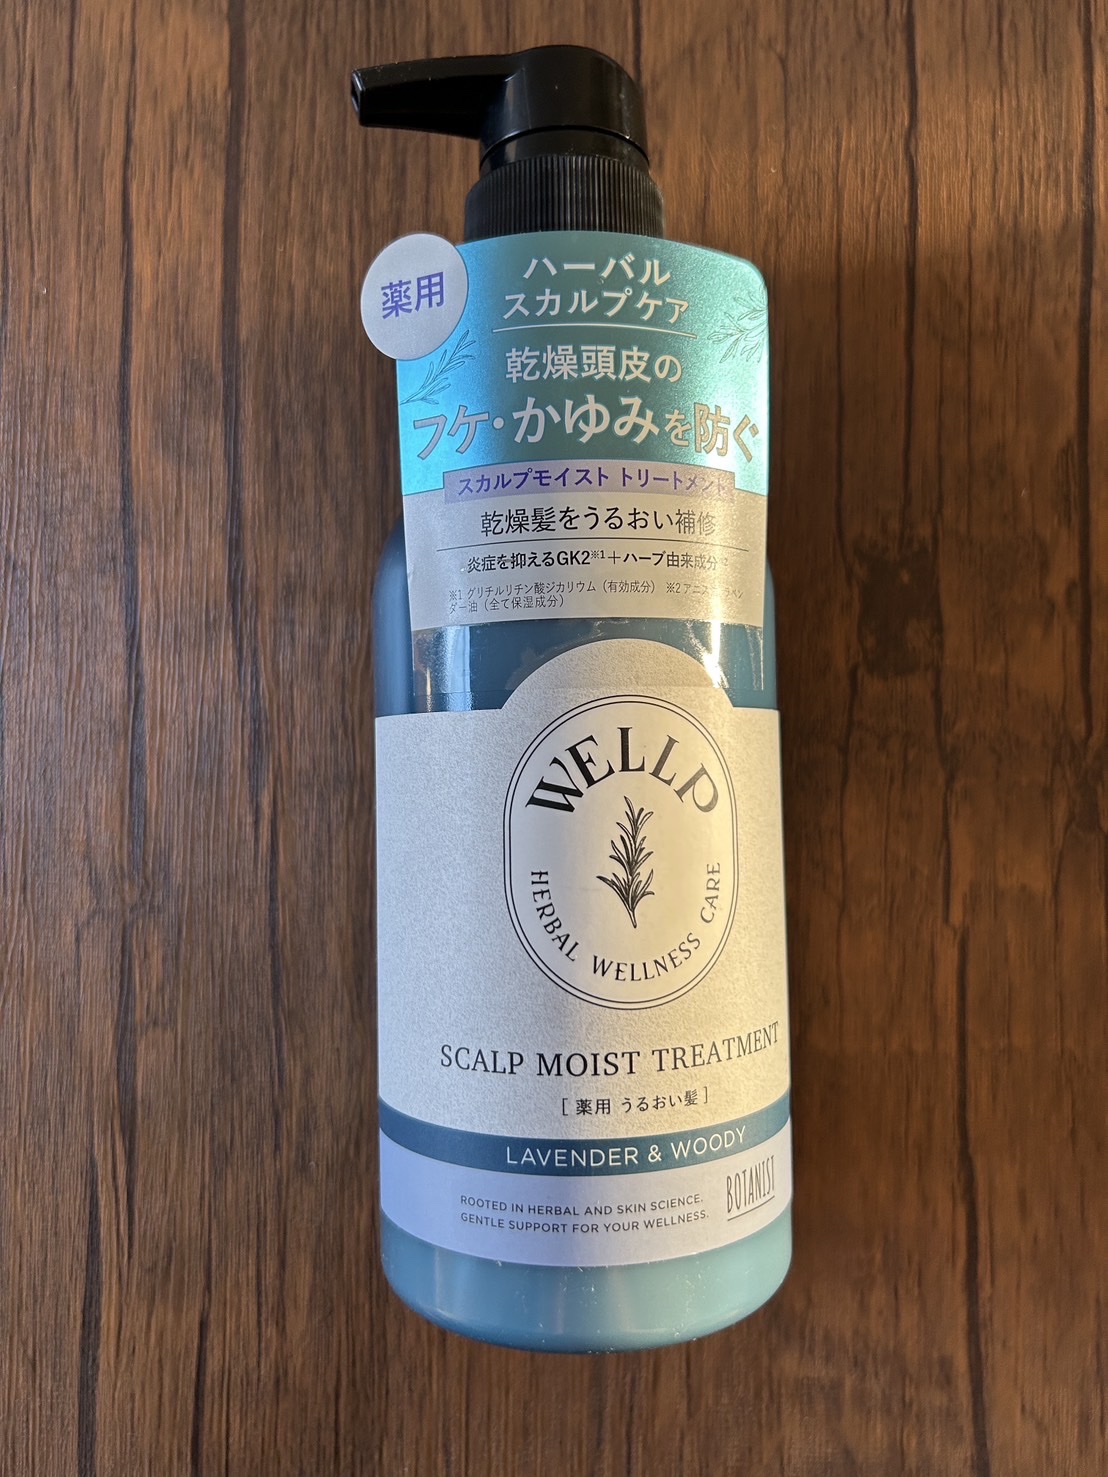 薬用
ハーバル
スカルプケア
乾燥頭皮の
フケ・かゆみを防ぐ
スカルプモイスト トリートメント
乾燥髪をうるおい補修
炎症を抑えるGK2※1＋ハーブ由来成分※2
※1 グリチルリチン酸ジカリウム（有効成分） ※2
ダー油（全て保湿成分）
WELLP
HERBAL WELLNESS CARE
SCALP MOIST TREATMENT
[ 薬用 うるおい髪 ]
LAVENDER & WOODY
ROOTED IN HERBAL AND SKIN SCIENCE.
GENTLE SUPPORT FOR YOUR WELLNESS.
BOTANIST